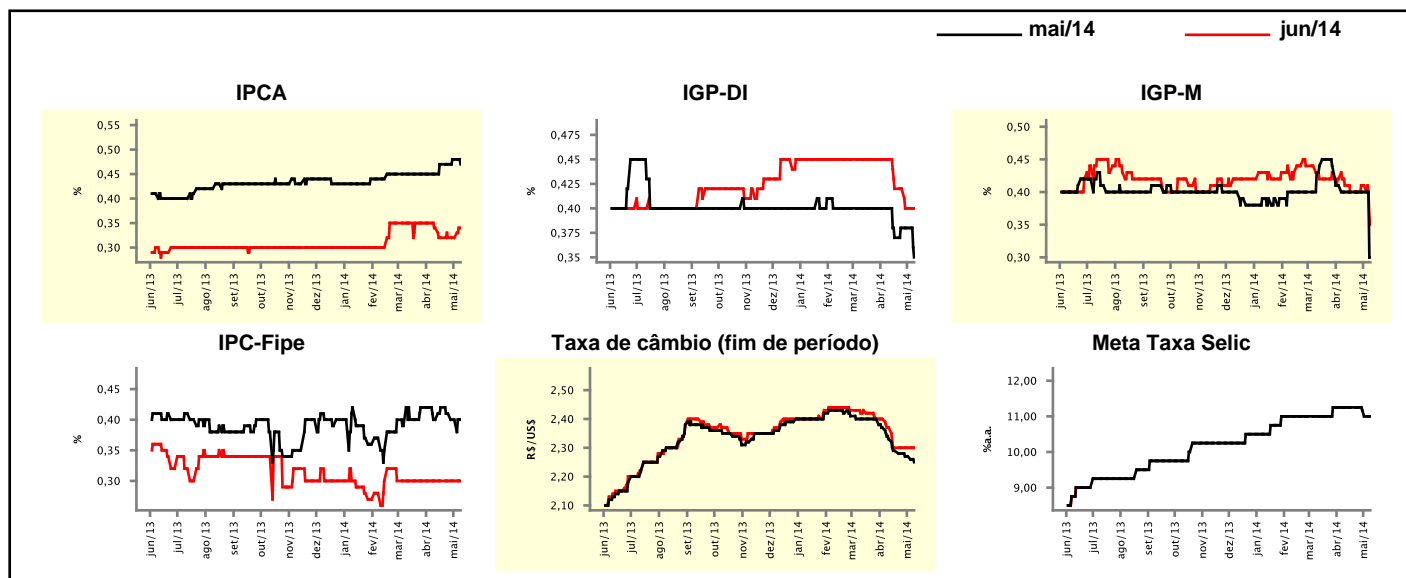 mai/14 jun/14
IPCA
0,55
0,50
0,45
0,40
0,35
0,30
%
jun/13 jul/13 ago/13 set/13 out/13 nov/13 dez/13 jan/14 fev/14 mar/14 abr/14 mai/14
IGP-DI
0,475
0,45
0,425
0,40
0,375
0,35
%
jun/13 jul/13 ago/13 set/13 out/13 nov/13 dez/13 jan/14 fev/14 mar/14 abr/14 mai/14
IGP-M
0,50
0,45
0,40
0,35
0,30
%
jun/13 jul/13 ago/13 set/13 out/13 nov/13 dez/13 jan/14 fev/14 mar/14 abr/14 mai/14
IPC-Fipe
0,45
0,40
0,35
0,30
%
jun/13 jul/13 ago/13 set/13 out/13 nov/13 dez/13 jan/14 fev/14 mar/14 abr/14 mai/14
Taxa de câmbio (fim de período)
2,50
2,40
2,30
2,20
2,10
R$/US$
jun/13 jul/13 ago/13 set/13 out/13 nov/13 dez/13 jan/14 fev/14 mar/14 abr/14 mai/14
Meta Taxa Selic
12,00
11,00
10,00
9,00
%a.a.
jun/13 jul/13 ago/13 set/13 out/13 nov/13 dez/13 jan/14 fev/14 mar/14 abr/14 mai/14